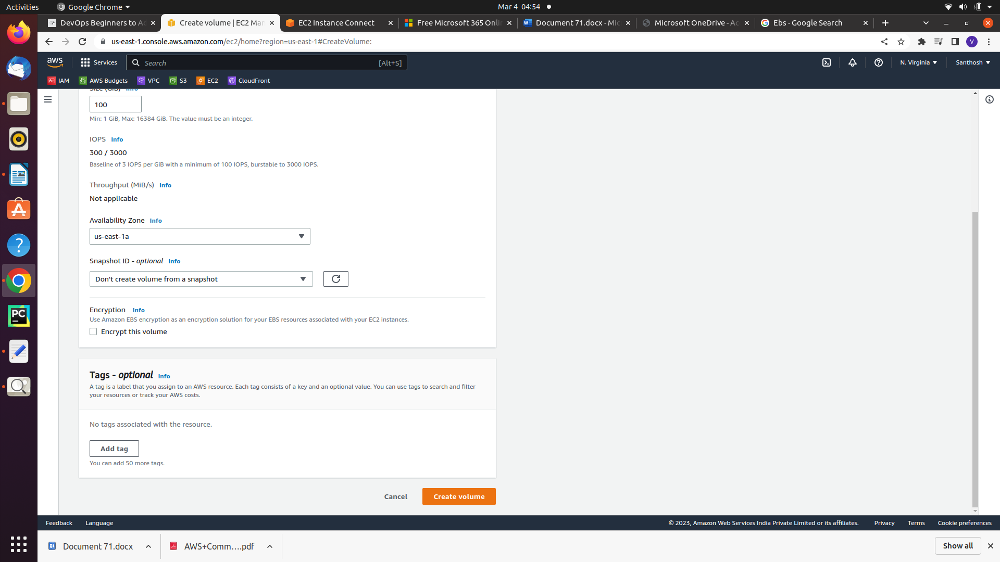 Activities
Google Chrome
Mar 4 04:54
DevOps Beginners to Ac
Create volume | EC2 Man
EC2 Instance Connect
Free Microsoft 365 Onli
Document 71.docx - Mic
Microsoft OneDrive - Ac
Ebs - Google Search
us-east-1.console.aws.amazon.com/ec2/home?region=us-east-1#CreateVolume:
V
aws
Services
Search
[Alt+S]
N. Virginia
Santhosh
IAM
AWS Budgets
VPC
S3
EC2
CloudFront
Size (GiB) Info
100
Min: 1 GiB, Max: 16384 GiB. The value must be an integer.
IOPS Info
300 / 3000
Baseline of 3 IOPS per GiB with a minimum of 100 IOPS, burstable to 3000 IOPS.
Throughput (MiB/s) Info
Not applicable
Availability Zone Info
us-east-1a
Snapshot ID - optional Info
Don't create volume from a snapshot
Encryption Info
Use Amazon EBS encryption as an encryption solution for your EBS resources associated with your EC2 instances.
Encrypt this volume
PC
Tags - optional Info
A tag is a label that you assign to an AWS resource. Each tag consists of a key and an optional value. You can use tags to search and filter
your resources or track your AWS costs.
No tags associated with the resource.
Add tag
You can add 50 more tags.
Cancel
Create volume
Feedback
Language
© 2023, Amazon Web Services India Private Limited or its affiliates.
Privacy
Terms
Cookie preferences
Document 71.docx
AWS+Comm....pdf
Show all